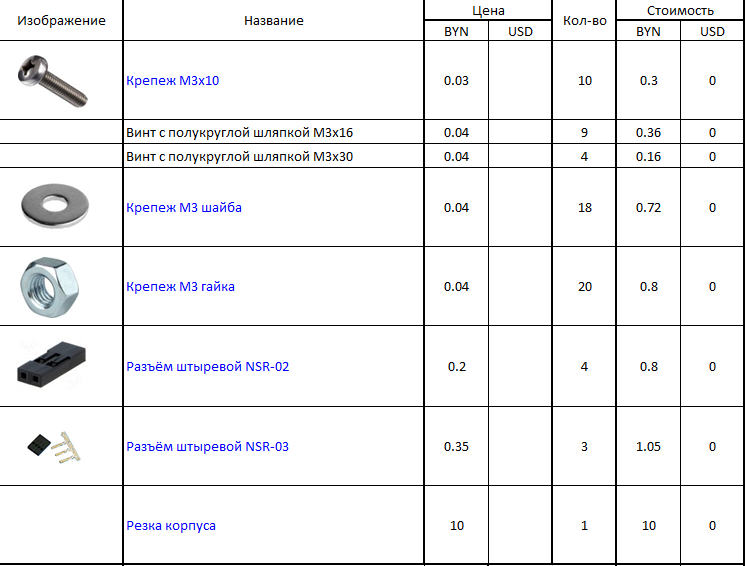 Изображение Название Цена Кол-во Стоимость
BYN USD BYN USD
Крепеж М3х10 0.03 10 0.3 0
Винт с полукруглой шляпкой М3х16 0.04 9 0.36 0
Винт с полукруглой шляпкой М3х30 0.04 4 0.16 0
Крепеж М3 шайба 0.04 18 0.72 0
Крепеж М3 гайка 0.04 20 0.8 0
Разъём штыревой NSR-02 0.2 4 0.8 0
Разъём штыревой NSR-03 0.35 3 1.05 0
Резка корпуса 10 1 10 0